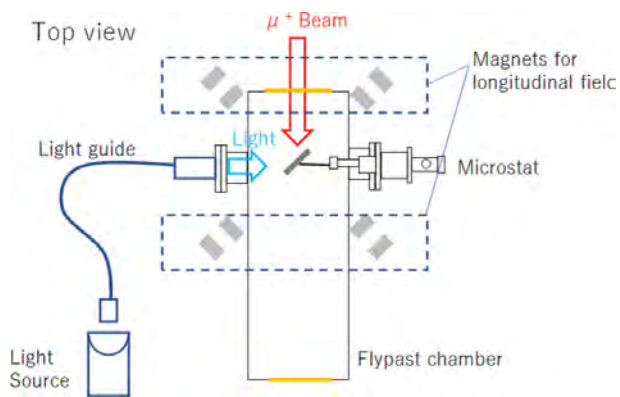 Top view
μ⁺ Beam
Magnets for
longitudinal fielc
Light
Light guide
Microstat
Flypast chamber
Light
Source